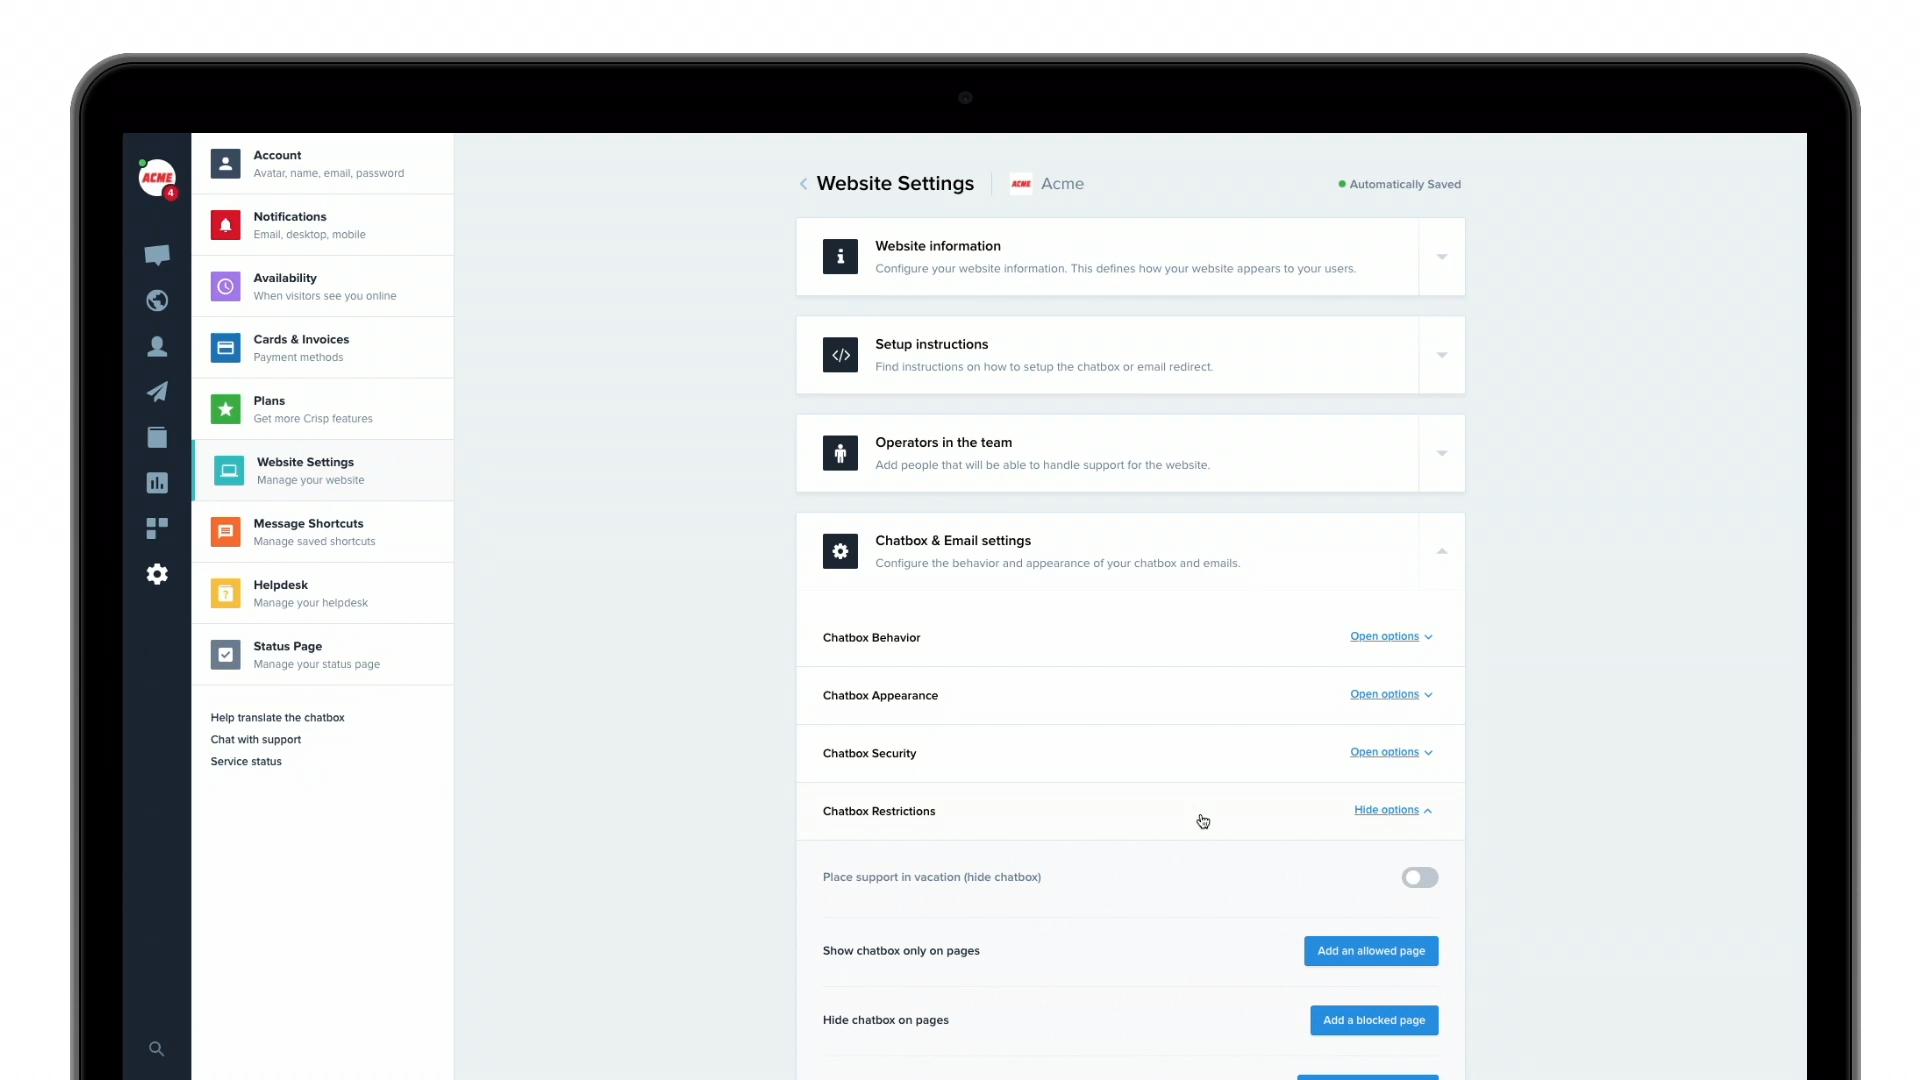 ACME
4
Account
Avatar, name, email, password
Notifications
Email, desktop, mobile
Availability
When visitors see you online
Cards & Invoices
Payment methods
Plans
Get more Crisp features
Website Settings
Manage your website
Message Shortcuts
Manage saved shortcuts
Helpdesk
Manage your helpdesk
Status Page
Manage your status page
Help translate the chatbox
Chat with support
Service status
Website Settings
ACME
Acme
Automatically Saved
Website information
Configure your website information. This defines how your website appears to your users.
Setup instructions
Find instructions on how to setup the chatbox or email redirect.
Operators in the team
Add people that will be able to handle support for the website.
Chatbox & Email settings
Configure the behavior and appearance of your chatbox and emails.
Chatbox Behavior
Open options
Chatbox Appearance
Open options
Chatbox Security
Open options
Chatbox Restrictions
Hide options
Place support in vacation (hide chatbox)
Show chatbox only on pages
Add an allowed page
Hide chatbox on pages
Add a blocked page